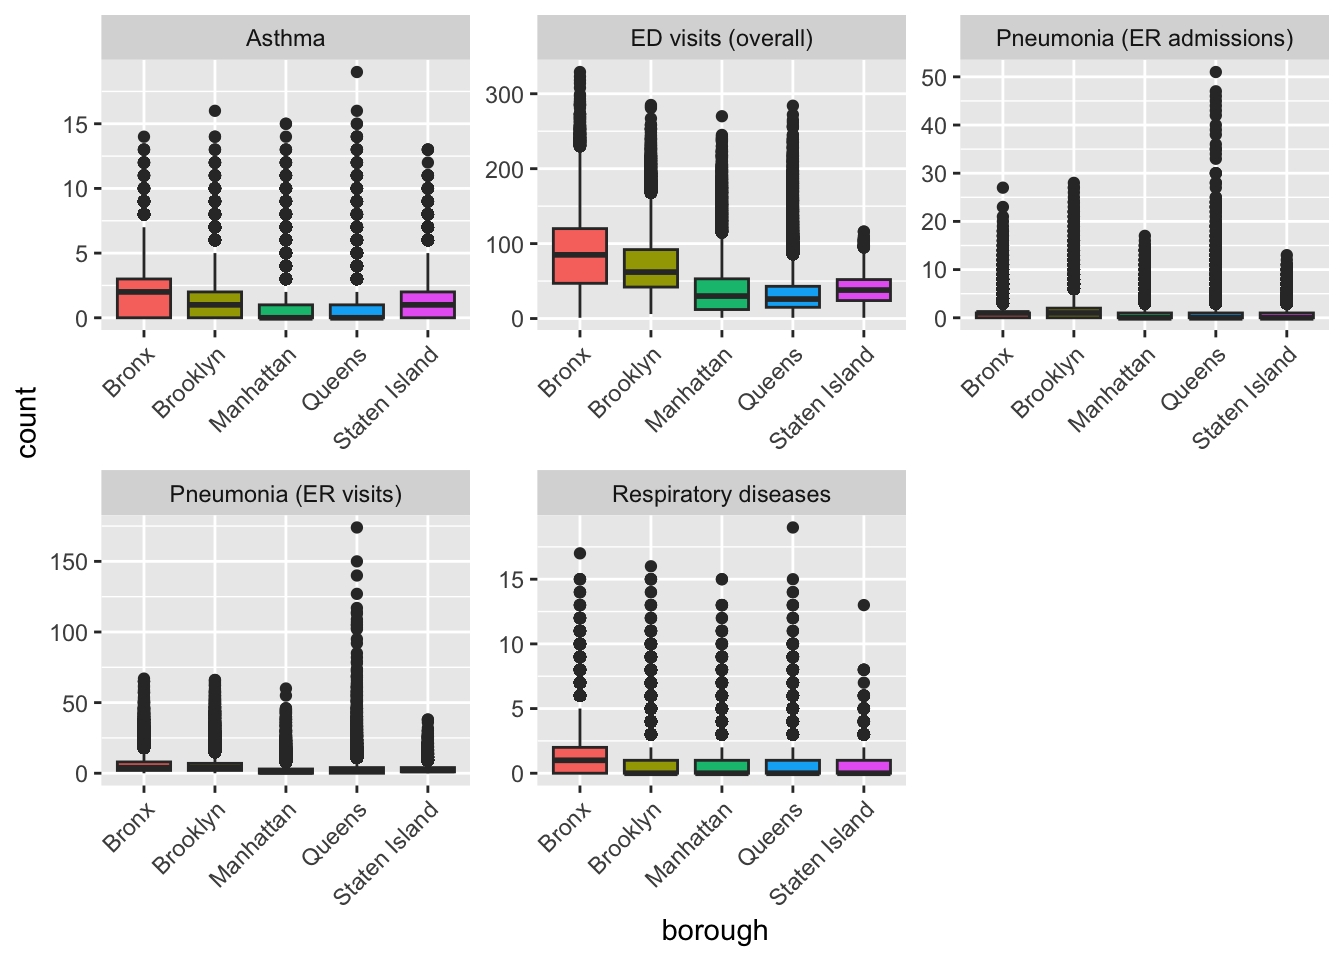 Asthma
ED visits (overall)
Pneumonia (ER admissions)
15
10
5
0
300
200
100
0
50
40
30
20
10
0
Bronx
Brooklyn
Manhattan
Queens
Staten Island
Bronx
Brooklyn
Manhattan
Queens
Staten Island
Bronx
Brooklyn
Manhattan
Queens
Staten Island
count
Pneumonia (ER visits)
Respiratory diseases
150
100
50
0
15
10
5
0
Bronx
Brooklyn
Manhattan
Queens
Staten Island
Bronx
Brooklyn
Manhattan
Queens
Staten Island
borough